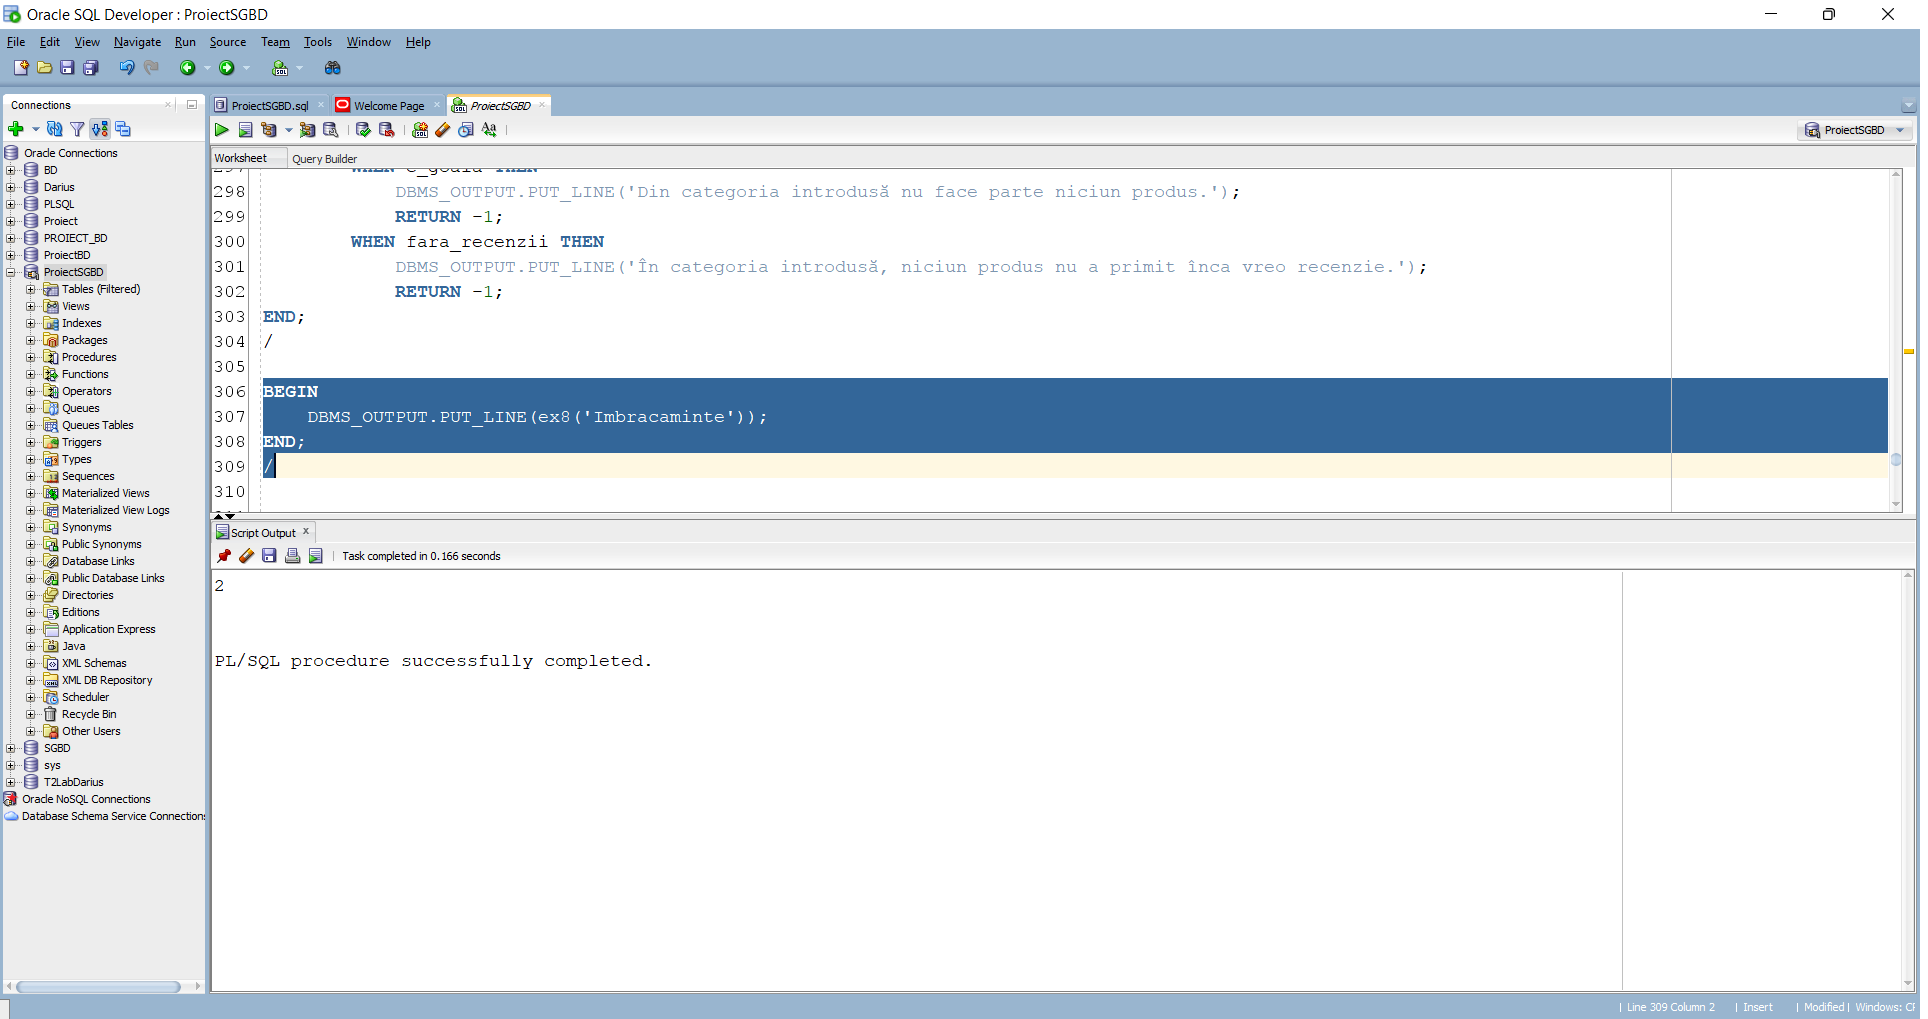 Oracle SQL Developer : ProiectSGBD
File Edit View Navigate Run Source Team Tools Window Help
Connections
Oracle Connections
BD
Darius
PLSQL
Proiect
PROIECT_BD
ProiectBD
ProiectSGBD
Tables (Filtered)
Views
Indexes
Packages
Procedures
Functions
Operators
Queues
Queues Tables
Triggers
Types
Sequences
Materialized Views
Materialized View Logs
Synonyms
Public Synonyms
Database Links
Public Database Links
Directories
Editions
Application Express
Java
XML Schemas
XML DB Repository
Scheduler
Recycle Bin
Other Users
SGBD
sys
T2LabDarius
Oracle NoSQL Connections
Database Schema Service Connections
ProiectSGBD.sql Welcome Page ProiectSGBD
ProiectSGBD
Worksheet Query Builder
298 DBMS_OUTPUT.PUT_LINE('Din categoria introdusă nu face parte niciun produs.');
299 RETURN -1;
300 WHEN fara_recenzii THEN
301 DBMS_OUTPUT.PUT_LINE('În categoria introdusă, niciun produs nu a primit înca vreo recenzie.');
302 RETURN -1;
303 END;
304 /
305
306 BEGIN
307 DBMS_OUTPUT.PUT_LINE(ex8('Imbracaminte'));
308 END;
309 /
310
Script Output
Task completed in 0.166 seconds
2
PL/SQL procedure successfully completed.
Line 309 Column 2 Insert Modified Windows: